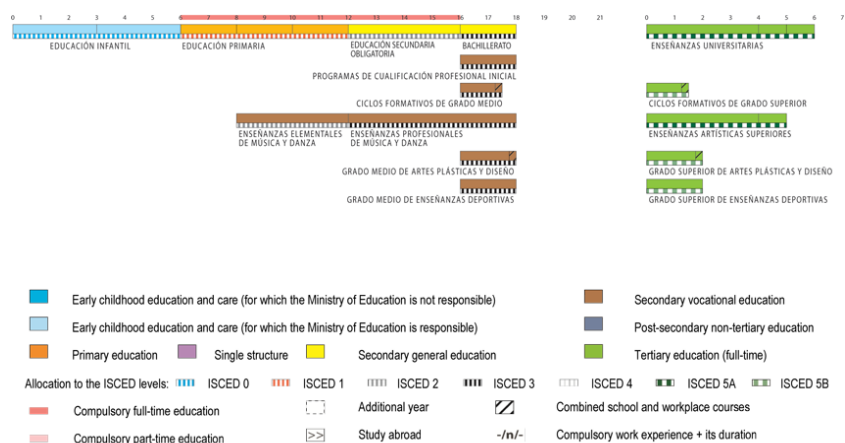 0 1 2 3 4 5 6 7 8 9 10 11 12 13 14 15 16 17 18 19 20 21 0 1 2 3 4 5 6 7
EDUCACIÓN INFANTIL EDUCACIÓN PRIMARIA EDUCACIÓN SECUNDARIA BACHILLERATO ENSEÑANZAS UNIVERSITARIAS
OBLIGATORIA
PROGRAMAS DE CUALIFICACIÓN PROFESIONAL INICIAL
CICLOS FORMATIVOS DE GRADO MEDIO CICLOS FORMATIVOS DE GRADO SUPERIOR
ENSEÑANZAS ELEMENTALES ENSEÑANZAS PROFESIONALES ENSEÑANZAS ARTÍSTICAS SUPERIORES
DE MÚSICA Y DANZA DE MÚSICA Y DANZA
GRADO MEDIO DE ARTES PLÁSTICAS Y DISEÑO GRADO SUPERIOR DE ARTES PLÁSTICAS Y DISEÑO
GRADO MEDIO DE ENSEÑANZAS DEPORTIVAS GRADO SUPERIOR DE ENSEÑANZAS DEPORTIVAS
Early childhood education and care (for which the Ministry of Education is not responsible) Secondary vocational education
Early childhood education and care (for which the Ministry of Education is responsible) Post-secondary non-tertiary education
Primary education Single structure Secondary general education Tertiary education (full-time)
Allocation to the ISCED levels: ISCED 0 ISCED 1 ISCED 2 ISCED 3 ISCED 4 ISCED 5A ISCED 5B
Compulsory full-time education Additional year Combined school and workplace courses
Compulsory part-time education >> Study abroad -/n/- Compulsory work experience + its duration